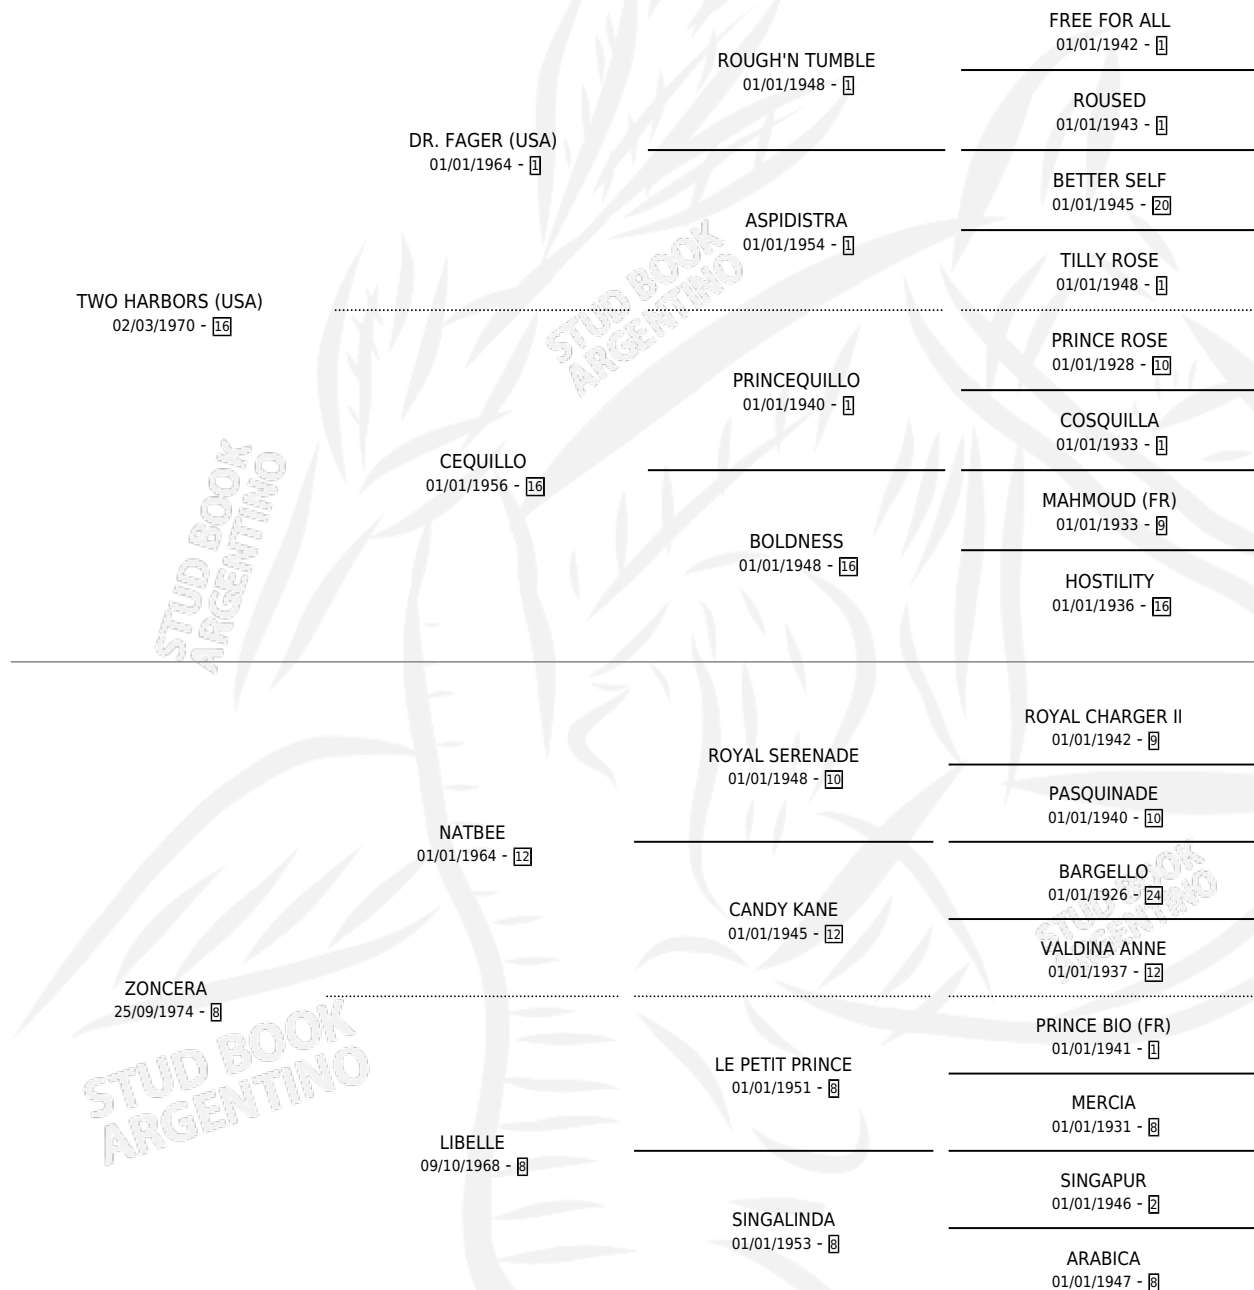 FREE FOR ALL
01/01/1942 - 1
ROUGH'N TUMBLE
01/01/1948 - 1
ROUSED
01/01/1943 - 1
DR. FAGER (USA)
01/01/1964 - 1
BETTER SELF
01/01/1945 - 20
ASPIDISTRA
01/01/1954 - 1
TILLY ROSE
01/01/1948 - 1
TWO HARBORS (USA)
02/03/1970 - 16
PRINCE ROSE
01/01/1928 - 10
PRINCEQUILLO
01/01/1940 - 1
COSQUILLA
01/01/1933 - 1
CEQUILLO
01/01/1956 - 16
MAHMOUD (FR)
01/01/1933 - 9
BOLDNESS
01/01/1948 - 16
HOSTILITY
01/01/1936 - 16
STUD BOOK
ARGENTINO
STUD BOOK
ARGENTINO
ROYAL CHARGER II
01/01/1942 - 9
ROYAL SERENADE
01/01/1948 - 10
PASQUINADE
01/01/1940 - 10
NATBEE
01/01/1964 - 12
BARGELLO
01/01/1926 - 24
CANDY KANE
01/01/1945 - 12
VALDINA ANNE
01/01/1937 - 12
STUD BOOK
ARGENTINO
ZONCERA
25/09/1974 - 8
PRINCE BIO (FR)
01/01/1941 - 1
LE PETIT PRINCE
01/01/1951 - 8
MERCIA
01/01/1931 - 8
LIBELLE
09/10/1968 - 8
SINGAPUR
01/01/1946 - 2
SINGALINDA
01/01/1953 - 8
ARABICA
01/01/1947 - 8
STUD BOOK
ARGENTINO